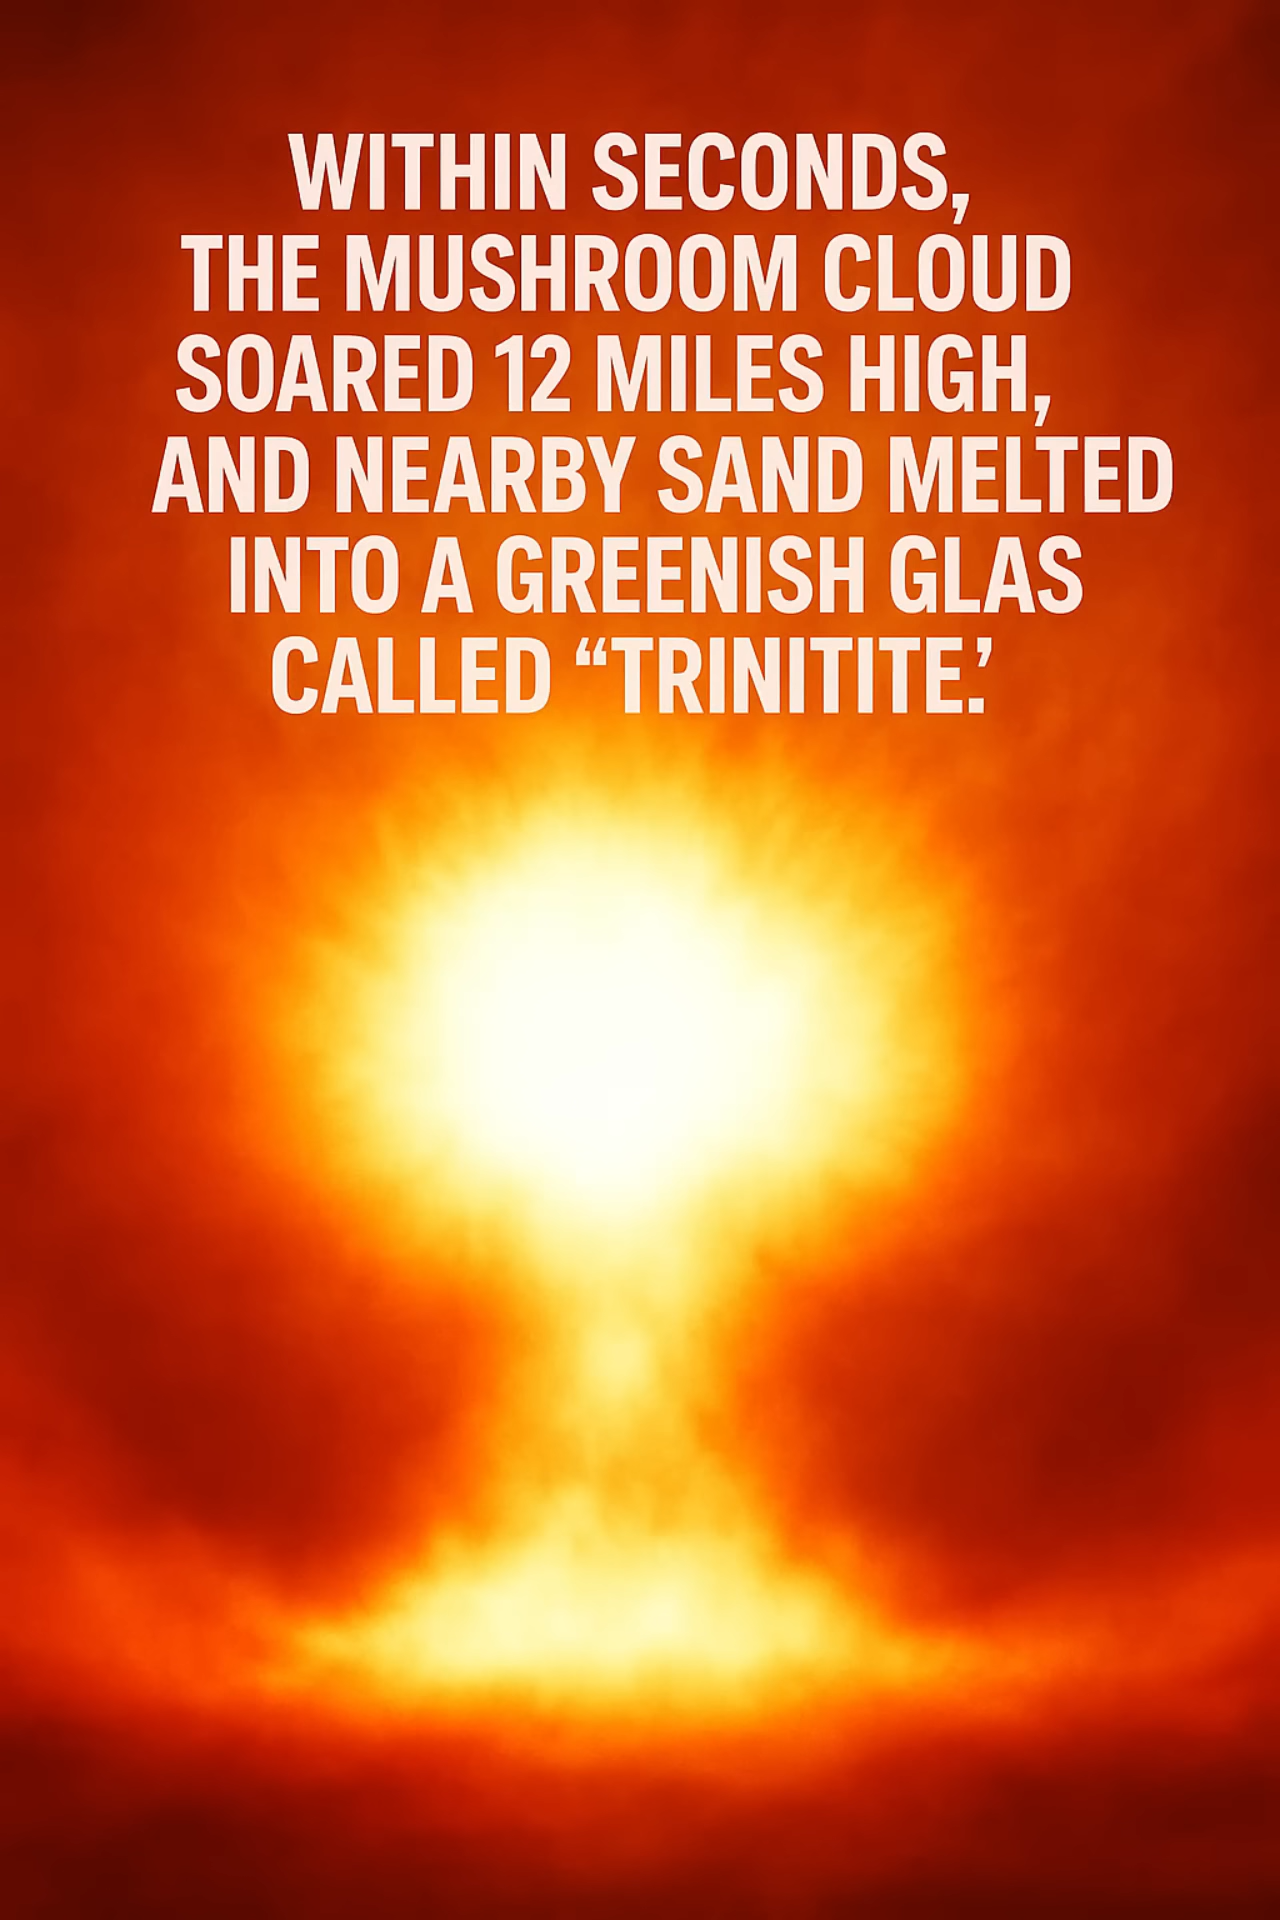 WITHIN SECONDS,
THE MUSHROOM CLOUD
SOARED 12 MILES HIGH,
AND NEARBY SAND MELTED
INTO A GREENISH GLAS
CALLED “TRINITITE.’